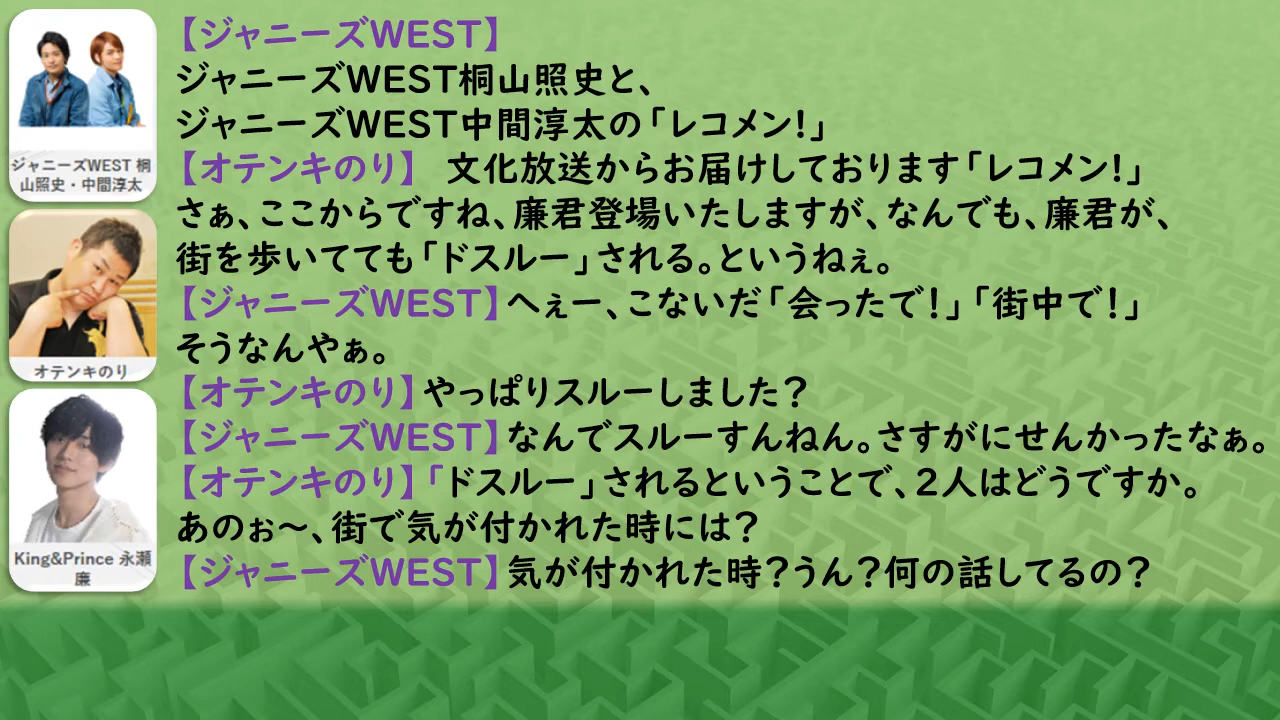 【ジャニーズWEST】
ジャニーズWEST桐山照史と、
ジャニーズWEST中間淳太の「レコメン!」
【オテンキのり】 文化放送からお届けしております「レコメン!」
さぁ、ここからですね、廉君登場いたしますが、なんでも、廉君が、
街を歩いてても「ドスルー」される。というねぇ。
【ジャニーズWEST】へぇー、こないだ「会ったで!」「街中で!」
そうなんやぁ。
【オテンキのり】やっぱりスルーしました?
【ジャニーズWEST】なんでスルーすんねん。さすがにせんかったなぁ。
【オテンキのり】「ドスルー」されるということで、2人はどうですか。
あのぉ~、街で気が付かれた時には?
【ジャニーズWEST】気が付かれた時?うん?何の話してるの?
ジャニーズWEST 桐
山照史・中間淳太
オテンキのり
King&Prince 永瀬
廉